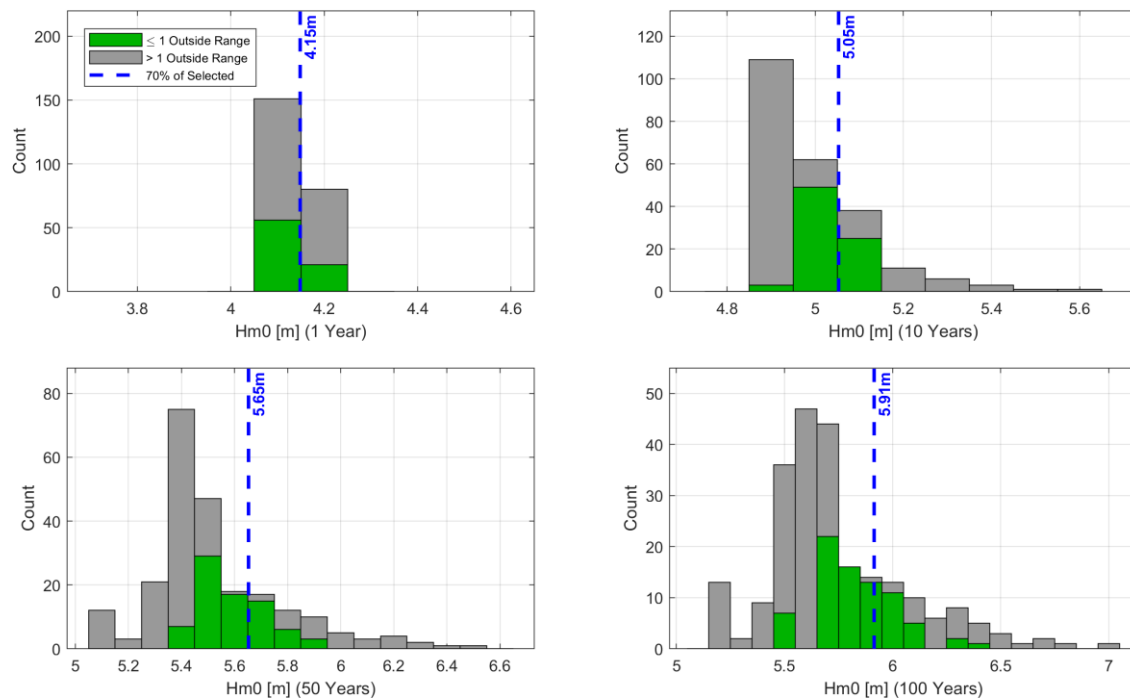 200
150
100
50
0
Count
≤ 1 Outside Range
> 1 Outside Range
70% of Selected
4.15m
3.8 4 4.2 4.4 4.6
Hm0 [m] (1 Year)
120
100
80
60
40
20
0
Count
5.05m
4.8 5 5.2 5.4 5.6
Hm0 [m] (10 Years)
80
60
40
20
0
Count
5.65m
5 5.2 5.4 5.6 5.8 6 6.2 6.4 6.6
Hm0 [m] (50 Years)
50
40
30
20
10
0
Count
5.91m
5 5.5 6 6.5 7
Hm0 [m] (100 Years)